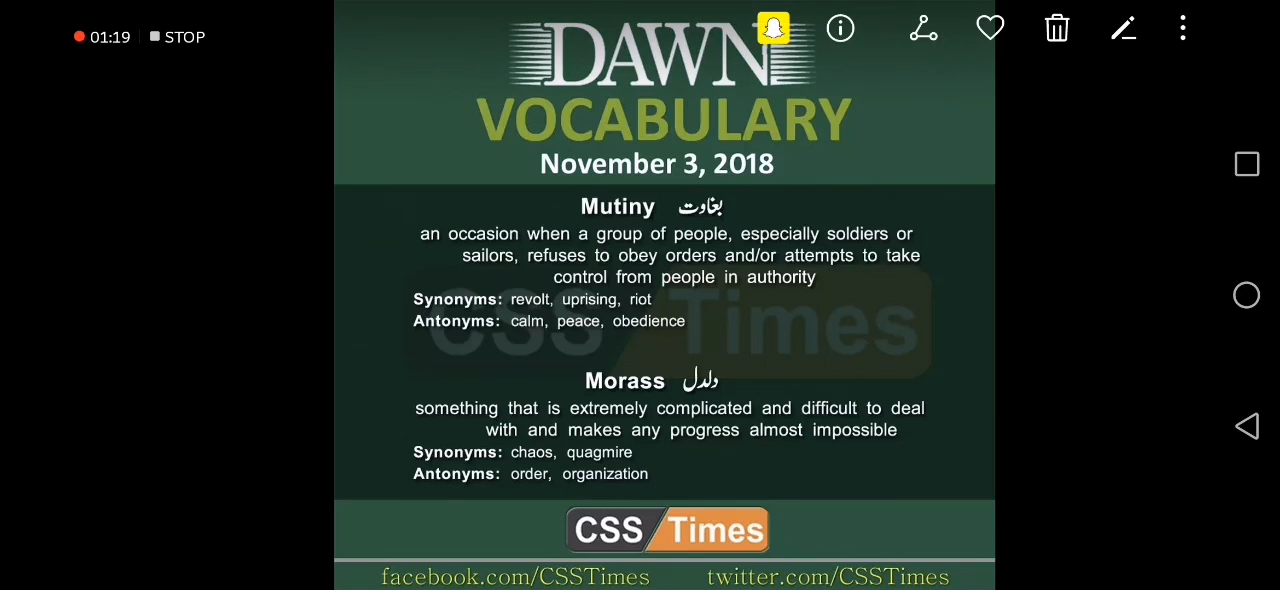 01:19 STOP
DAWN
VOCABULARY
November 3, 2018
Mutiny بغاوت
an occasion when a group of people, especially soldiers or
sailors, refuses to obey orders and/or attempts to take
control from people in authority
Synonyms: revolt, uprising, riot
Antonyms: calm, peace, obedience
CSS Times
Morass دلدل
something that is extremely complicated and difficult to deal
with and makes any progress almost impossible
Synonyms: chaos, quagmire
Antonyms: order, organization
CSS Times
facebook.com/CSSTimes twitter.com/CSSTimes